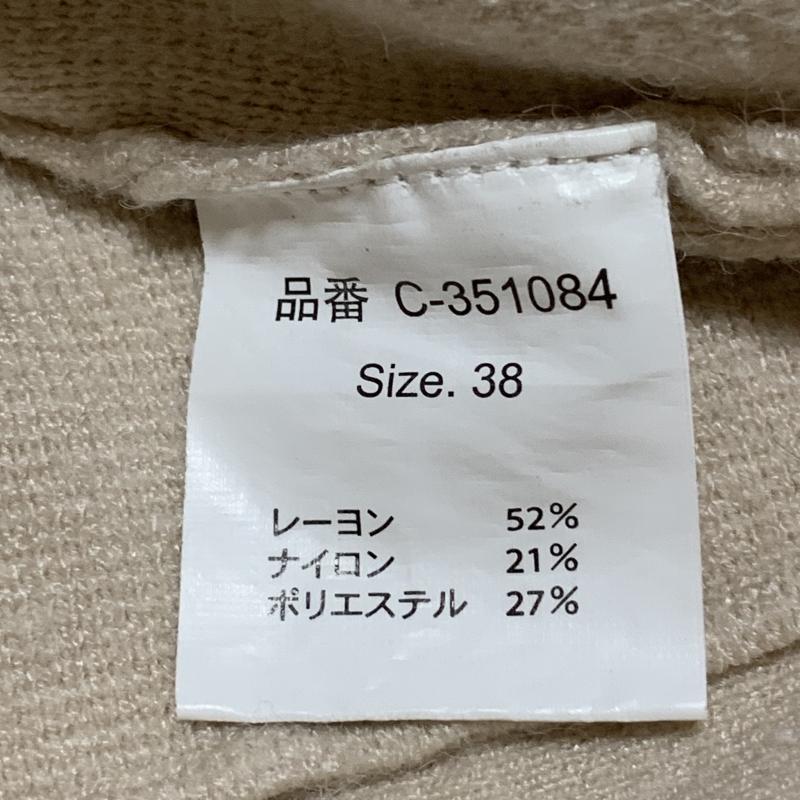 品番 C-351084
Size. 38
レーヨン 52%
ナイロン 21%
ポリエステル 27%